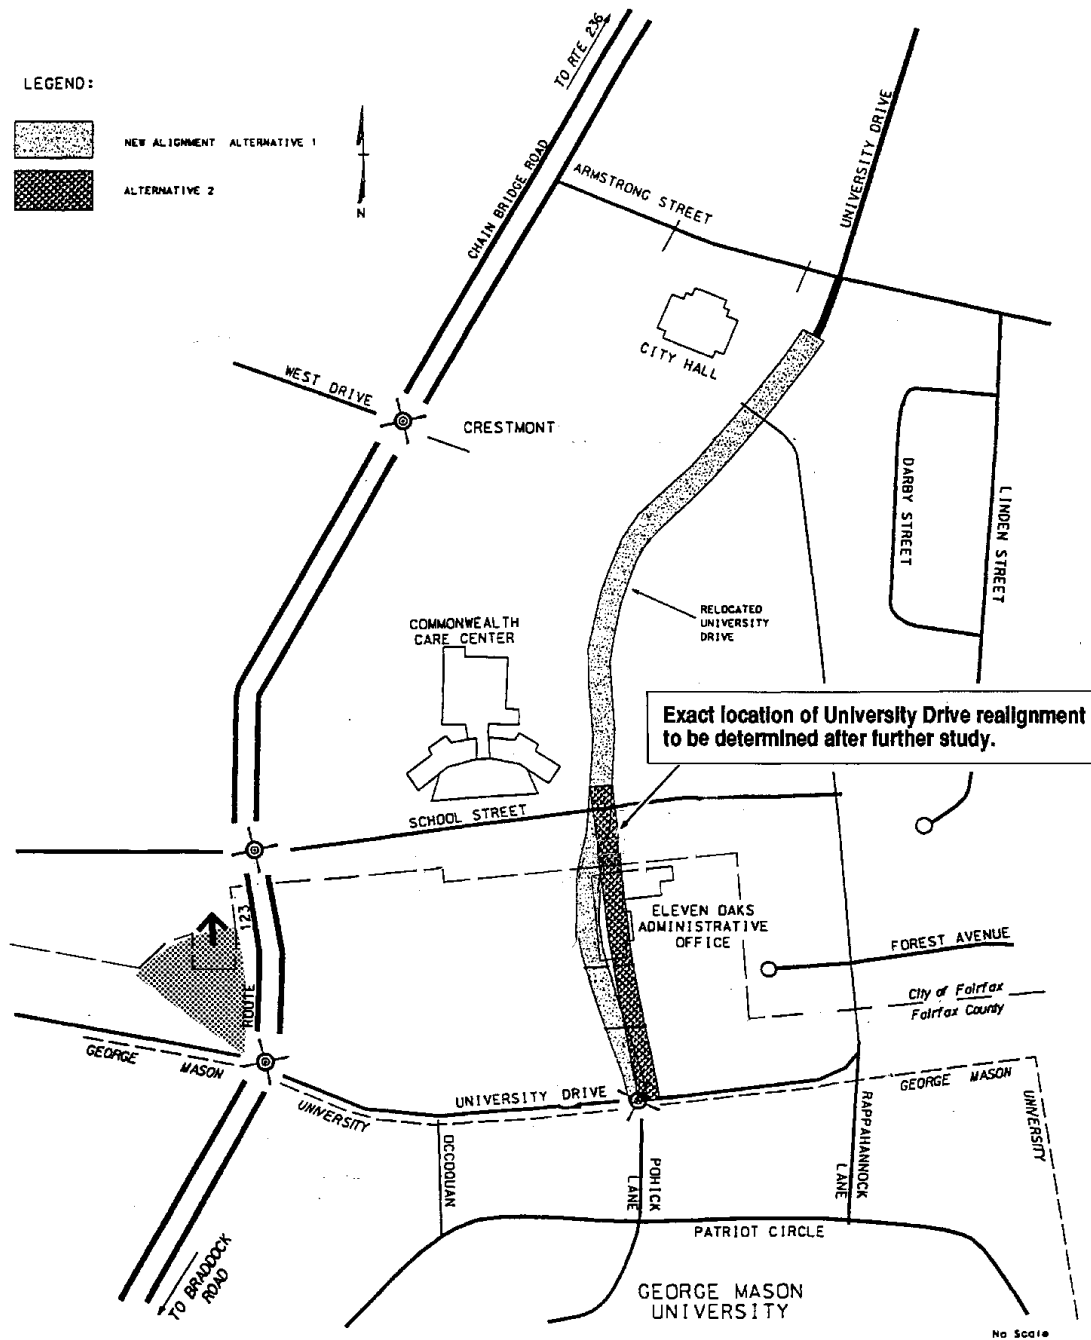 TO RTE 236
LEGEND:
NEW ALIGNMENT ALTERNATIVE 1
ALTERNATIVE 2
N
CHAIN BRIDGE ROAD
ARMSTRONG STREET
UNIVERSITY DRIVE
CITY HALL
WEST DRIVE
CRESTMONT
DARBY STREET
LINDEN STREET
RELOCATED
UNIVERSITY
DRIVE
COMMONWEALTH
CARE CENTER
Exact location of University Drive realignment
to be determined after further study.
SCHOOL STREET
ROUTE 123
ELEVEN OAKS
ADMINISTRATIVE
OFFICE
FOREST AVENUE
City of Fairfax
Fairfax County
GEORGE MASON
UNIVERSITY
UNIVERSITY DRIVE
GEORGE MASON
UNIVERSITY
OCCOQUAN
POHICK
LANE
RAPPAHANNOCK
LANE
PATRIOT CIRCLE
TO BRADDOCK
ROAD
GEORGE MASON
UNIVERSITY
No Scale